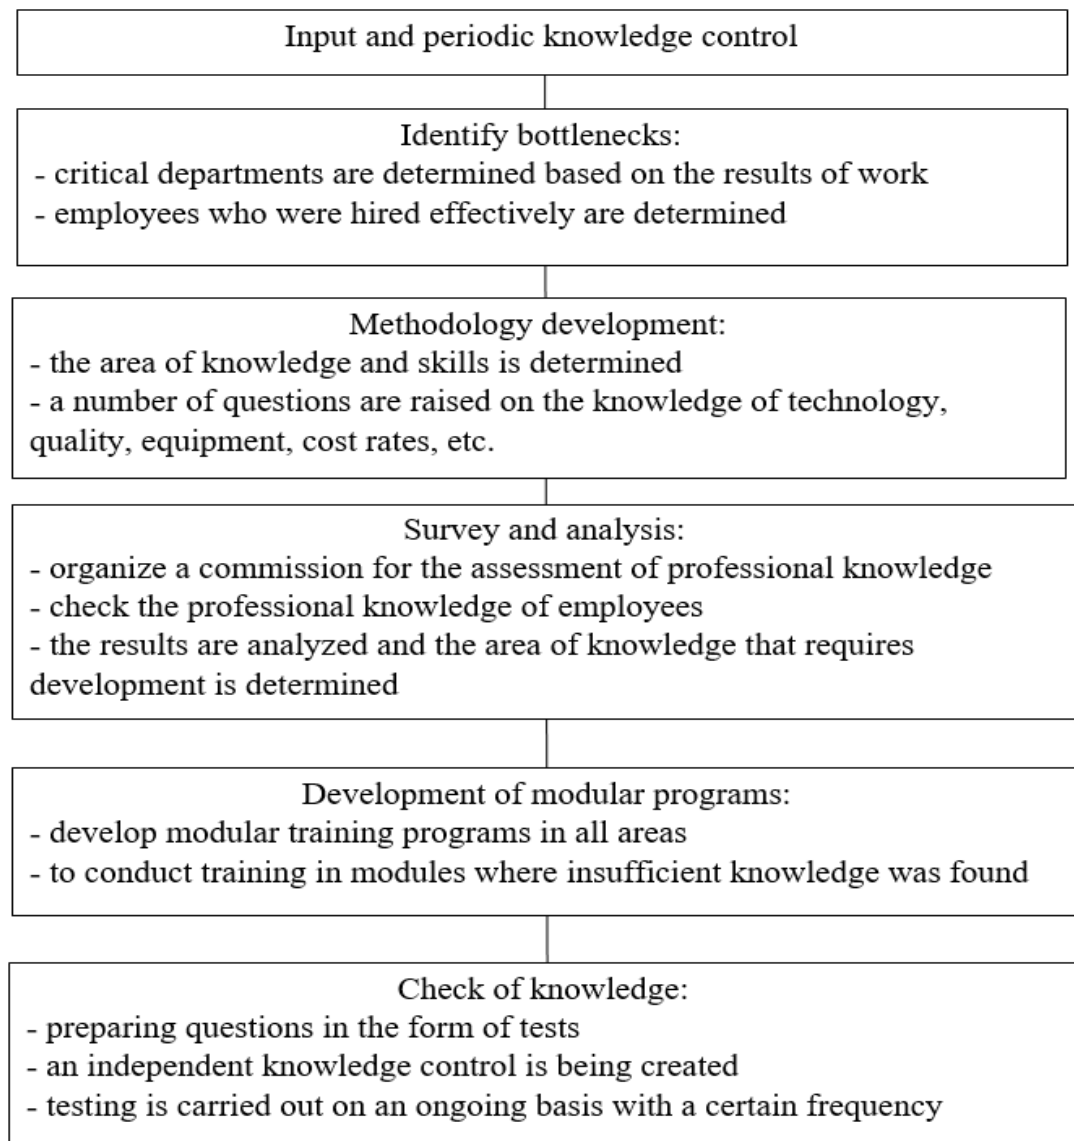 Input and periodic knowledge control
Identify bottlenecks:
- critical departments are determined based on the results of work
- employees who were hired effectively are determined
Methodology development:
- the area of knowledge and skills is determined
- a number of questions are raised on the knowledge of technology,
quality, equipment, cost rates, etc.
Survey and analysis:
- organize a commission for the assessment of professional knowledge
- check the professional knowledge of employees
- the results are analyzed and the area of knowledge that requires
development is determined
Development of modular programs:
- develop modular training programs in all areas
- to conduct training in modules where insufficient knowledge was found
Check of knowledge:
- preparing questions in the form of tests
- an independent knowledge control is being created
- testing is carried out on an ongoing basis with a certain frequency